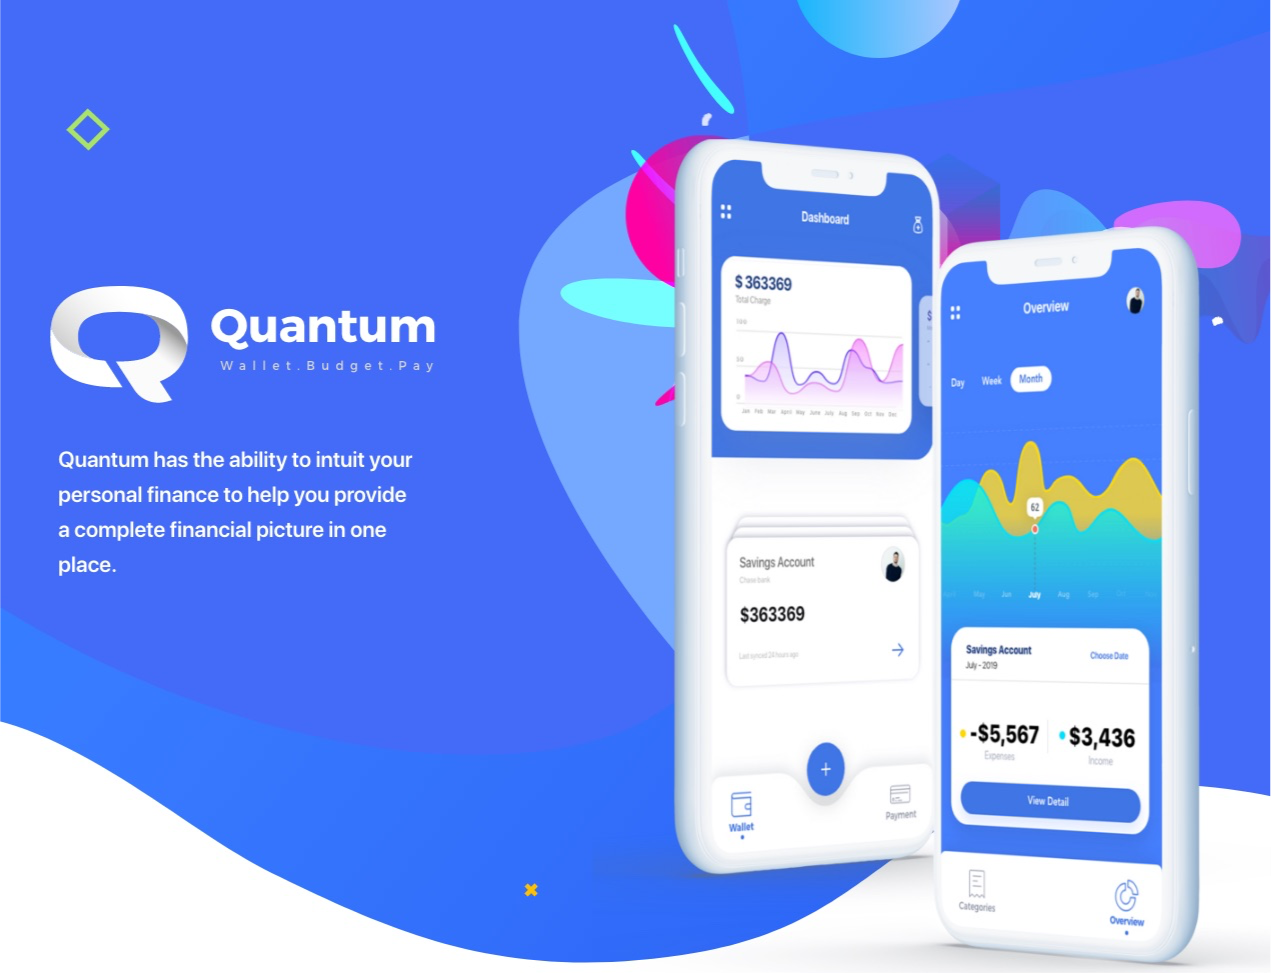 Quantum
Wallet.Budget.Pay
Quantum has the ability to intuit your
personal finance to help you provide
a complete financial picture in one
place.
Dashboard
$ 363369
Total Charge
Jan Feb Mar April May June July Aug Sep Oct Nov Dec
Savings Account
Chase bank
$363369
Last synced 24 hours ago
+
Wallet
Payment
Overview
Day Week Month
62
May Jun July Aug Sep Oct
Savings Account
Choose Date
July - 2019
-$5,567 $3,436
Expenses Income
View Detail
Categories
Overview